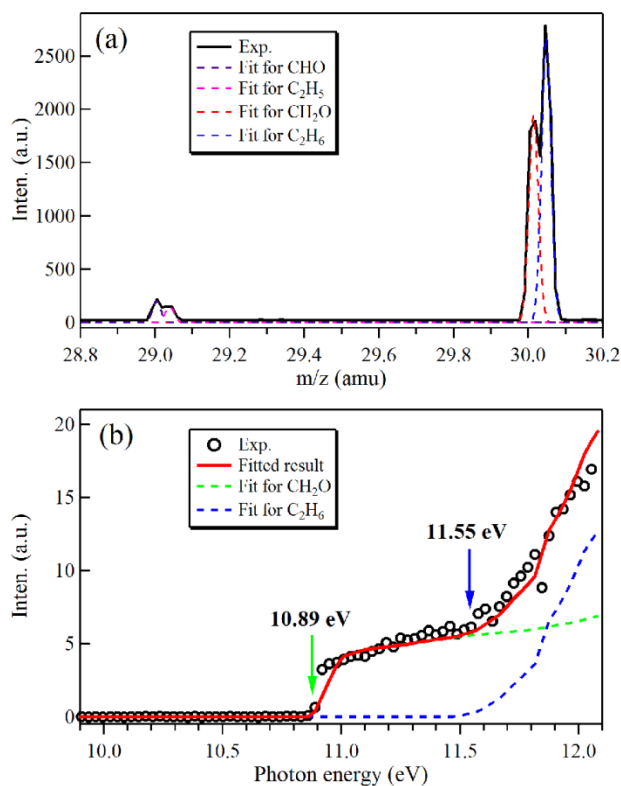 (a)
Exp.
Fit for CHO
Fit for C₂H₅
Fit for CH₂O
Fit for C₂H₆
Inten. (a.u.)
2500
2000
1500
1000
500
0
28.8 29.0 29.2 29.4 29.6 29.8 30.0 30.2
m/z (amu)
(b)
Exp.
Fitted result
Fit for CH₂O
Fit for C₂H₆
11.55 eV
10.89 eV
Inten. (a.u.)
20
15
10
5
0
10.0 10.5 11.0 11.5 12.0
Photon energy (eV)